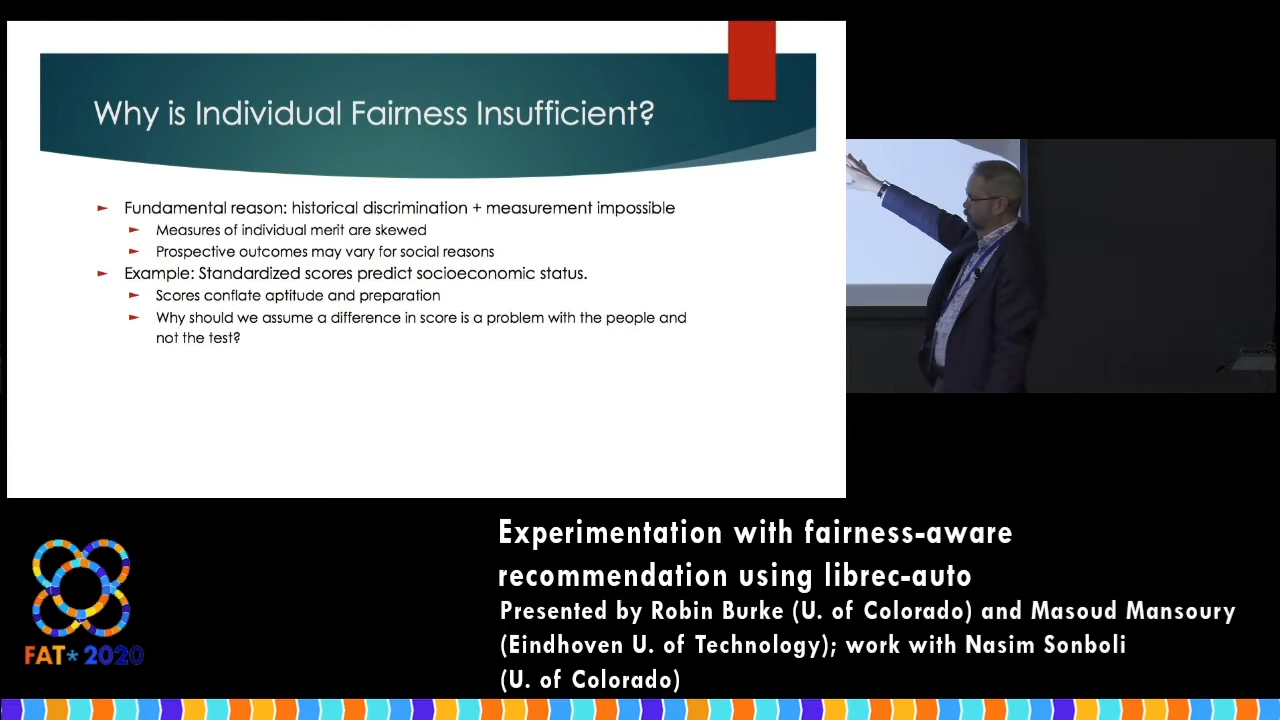 Why is Individual Fairness Insufficient?
► Fundamental reason: historical discrimination + measurement impossible
► Measures of individual merit are skewed
► Prospective outcomes may vary for social reasons
► Example: Standardized scores predict socioeconomic status.
► Scores conflate aptitude and preparation
► Why should we assume a difference in score is a problem with the people and
not the test?
Experimentation with fairness-aware
recommendation using librec-auto
Presented by Robin Burke (U. of Colorado) and Masoud Mansoury
(Eindhoven U. of Technology); work with Nasim Sonboli
(U. of Colorado)
FAT* 2020